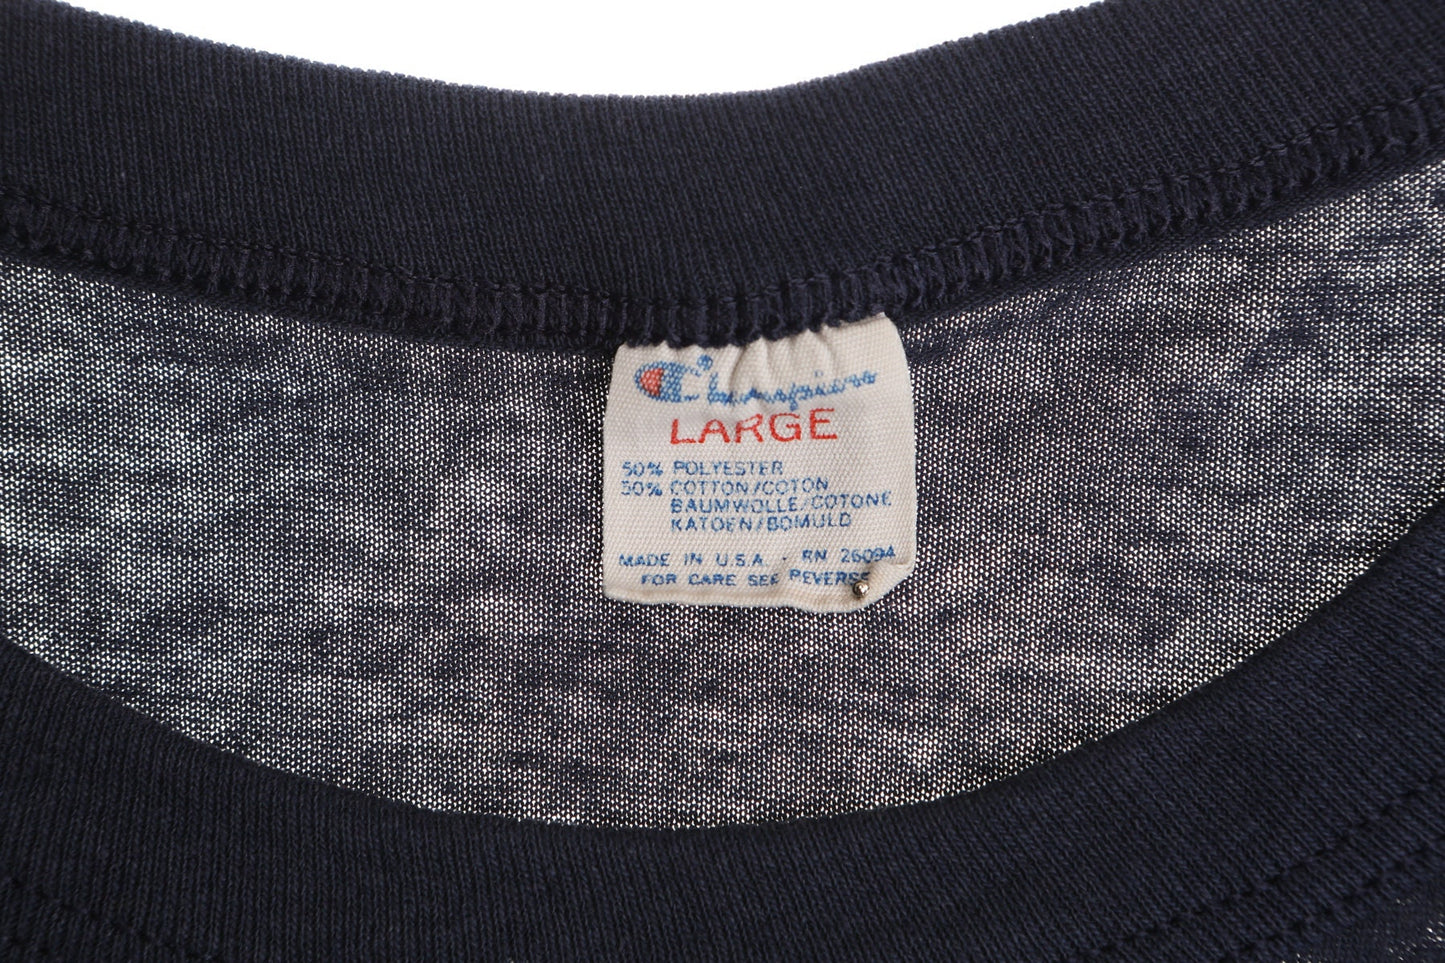 Champion
LARGE
50% POLYESTER
50% COTTON/COTON
BAUMWOLLE/COTONE
KATOEN/BOMULD
MADE IN U.S.A. · RN 26094
FOR CARE SEE REVERSE